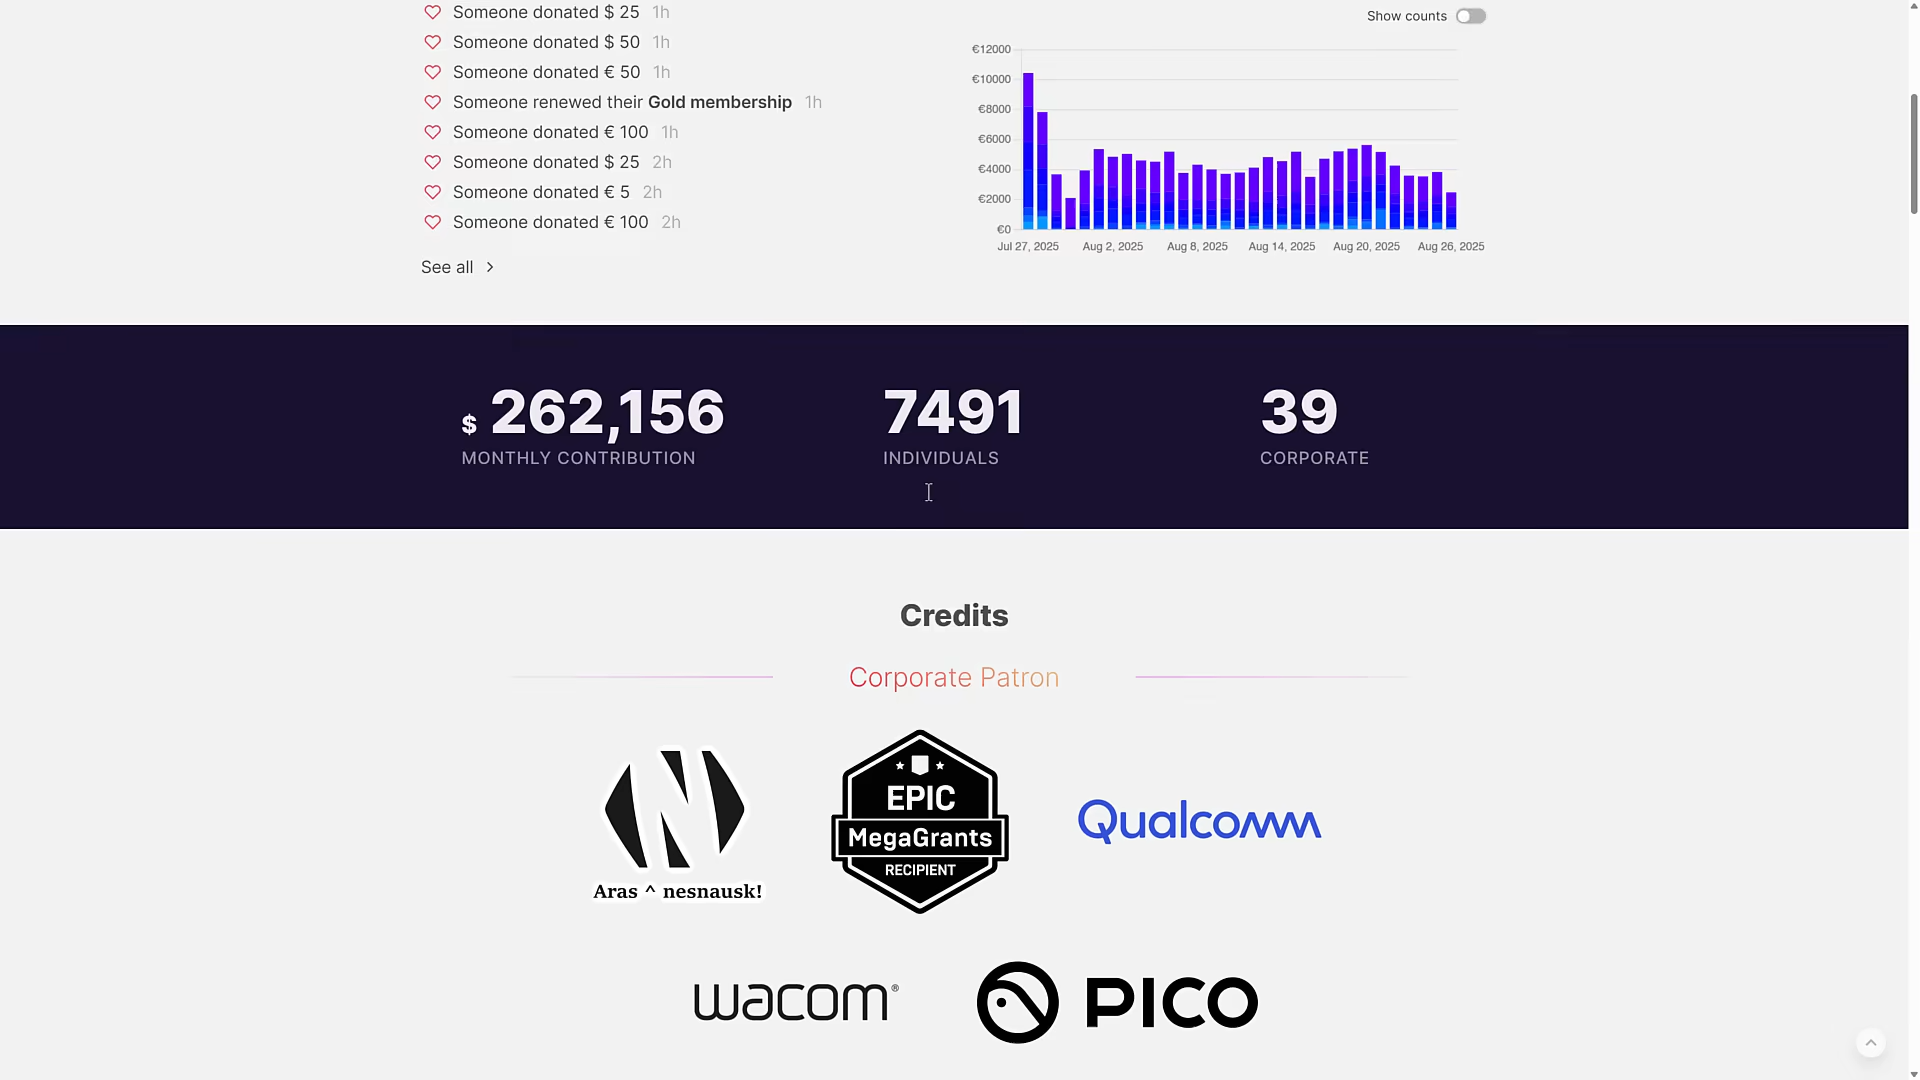 Someone donated $ 25 1h
Someone donated $ 50 1h
Someone donated € 50 1h
Someone renewed their Gold membership 1h
Someone donated € 100 1h
Someone donated $ 25 2h
Someone donated € 5 2h
Someone donated € 100 2h
See all
Show counts
€12000
€10000
€8000
€6000
€4000
€2000
€0
Jul 27, 2025 Aug 2, 2025 Aug 8, 2025 Aug 14, 2025 Aug 20, 2025 Aug 26, 2025
$ 262,156
MONTHLY CONTRIBUTION
7491
INDIVIDUALS
39
CORPORATE
Credits
Corporate Patron
Aras ^ nesnausk!
EPIC
MegaGrants
RECIPIENT
Qualcomm
wacom®
PICO